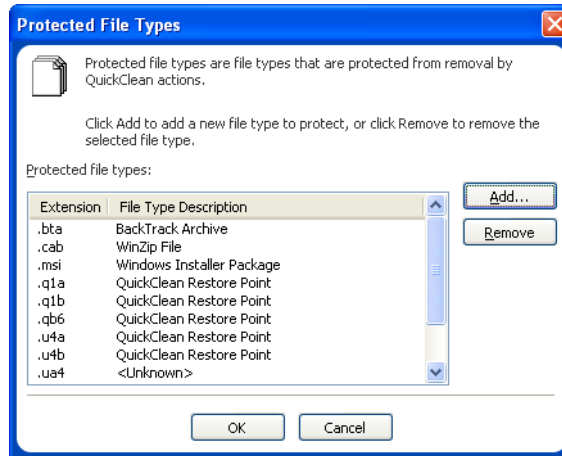 Protected File Types
Protected file types are file types that are protected from removal by
QuickClean actions.
Click Add to add a new file type to protect, or click Remove to remove the
selected file type.
Protected file types:
Add...
Extension File Type Description
.bta BackTrack Archive
Remove
.cab WinZip File
.msi Windows Installer Package
.q1a QuickClean Restore Point
.q1b QuickClean Restore Point
.qb6 QuickClean Restore Point
.u4a QuickClean Restore Point
.u4b QuickClean Restore Point
.ua4 <Unknown>
OK Cancel